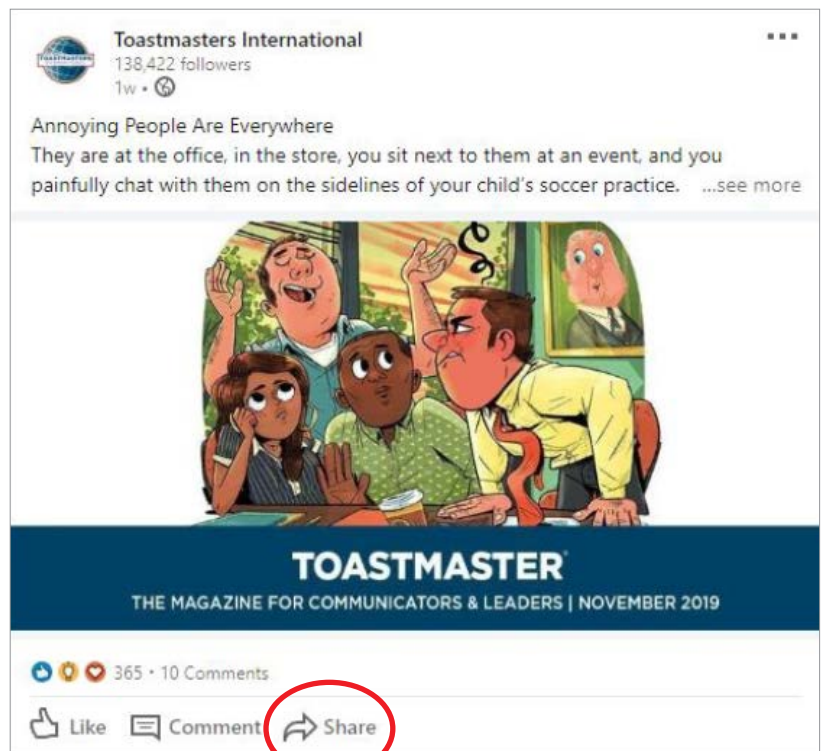 Toastmasters International
138,422 followers
1w •
Annoying People Are Everywhere
They are at the office, in the store, you sit next to them at an event, and you
painfully chat with them on the sidelines of your child's soccer practice. ...see more
TOASTMASTER
THE MAGAZINE FOR COMMUNICATORS & LEADERS | NOVEMBER 2019
365 • 10 Comments
Like Comment Share